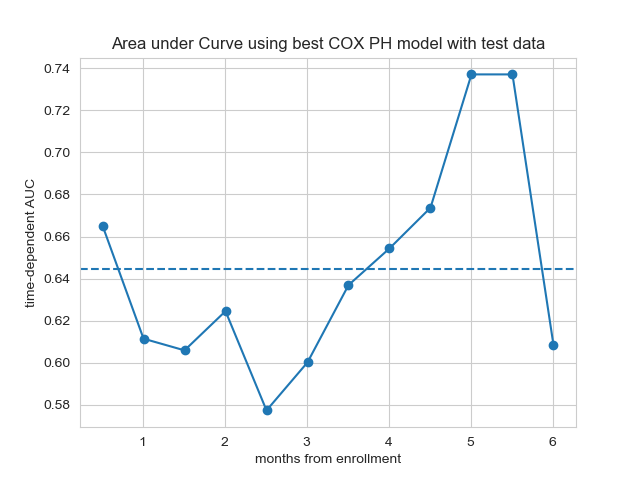 Area under Curve using best COX PH model with test data
time-dependent AUC
0.74
0.72
0.70
0.68
0.66
0.64
0.62
0.60
0.58
1 2 3 4 5 6
months from enrollment